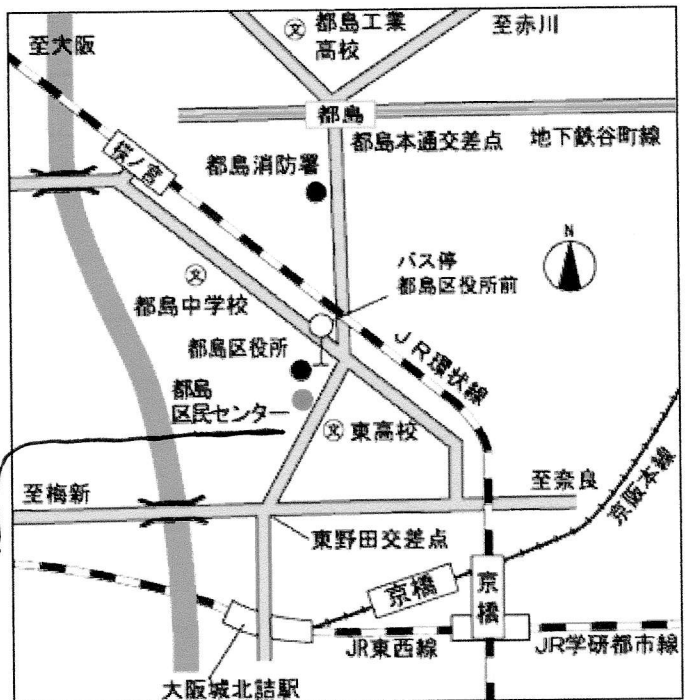 都島工業
高校
至赤川
至大阪
都島
都島本通交差点
地下鉄谷町線
桜ノ宮
都島消防署
N
バス停
都島区役所前
文
都島中学校
JR環状線
都島区役所
都島
区民センター
文
東高校
文
京阪本線
至梅新
至奈良
東野田交差点
京橋
京橋
JR東西線
JR学研都市線
大阪城北詰駅